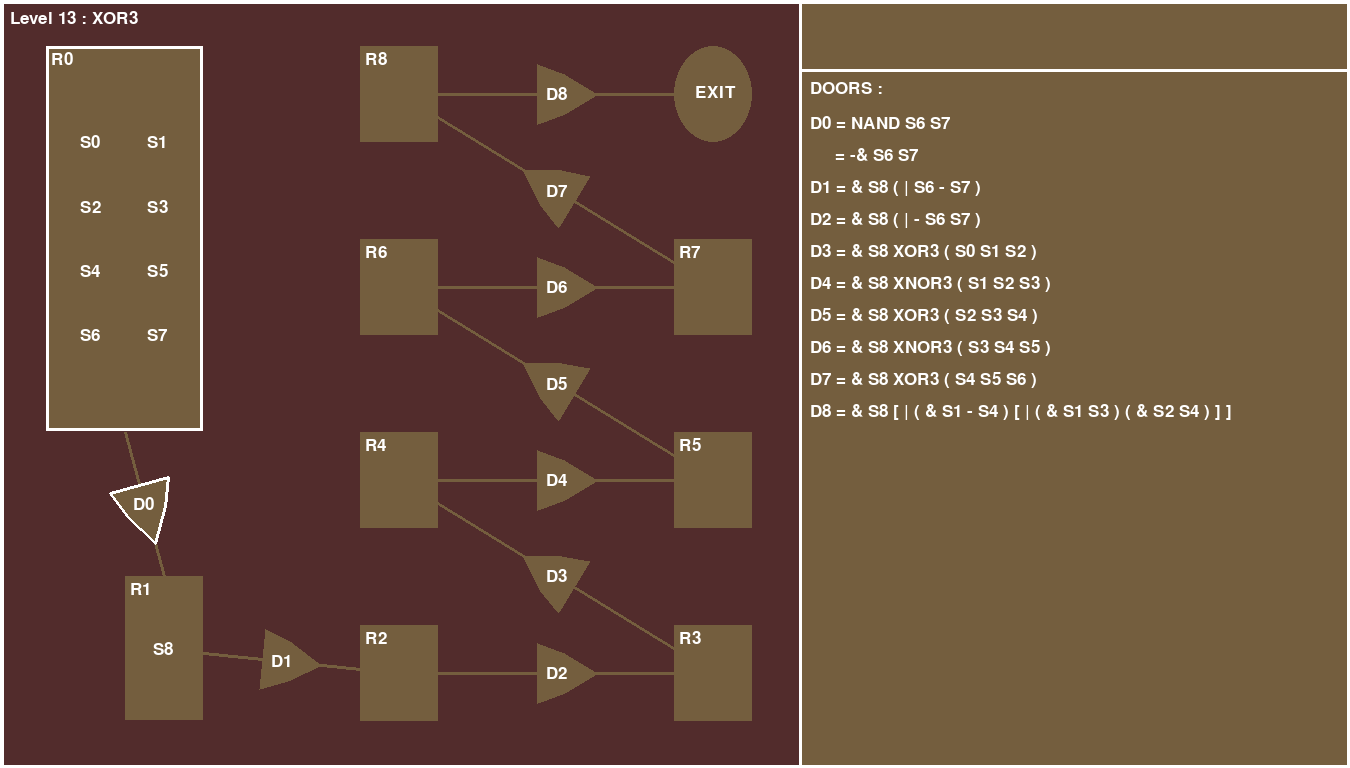 Level 13 : XOR3
R0
S0 S1
S2 S3
S4 S5
S6 S7
D0
R1
S8
D1
R2
D2
R3
D3
R4
D4
R5
D5
R6
D6
R7
D7
R8
D8
EXIT
DOORS :
D0 = NAND S6 S7
= -& S6 S7
D1 = & S8 ( | S6 - S7 )
D2 = & S8 ( | - S6 S7 )
D3 = & S8 XOR3 ( S0 S1 S2 )
D4 = & S8 XNOR3 ( S1 S2 S3 )
D5 = & S8 XOR3 ( S2 S3 S4 )
D6 = & S8 XNOR3 ( S3 S4 S5 )
D7 = & S8 XOR3 ( S4 S5 S6 )
D8 = & S8 [ | ( & S1 - S4 ) [ | ( & S1 S3 ) ( & S2 S4 ) ] ]